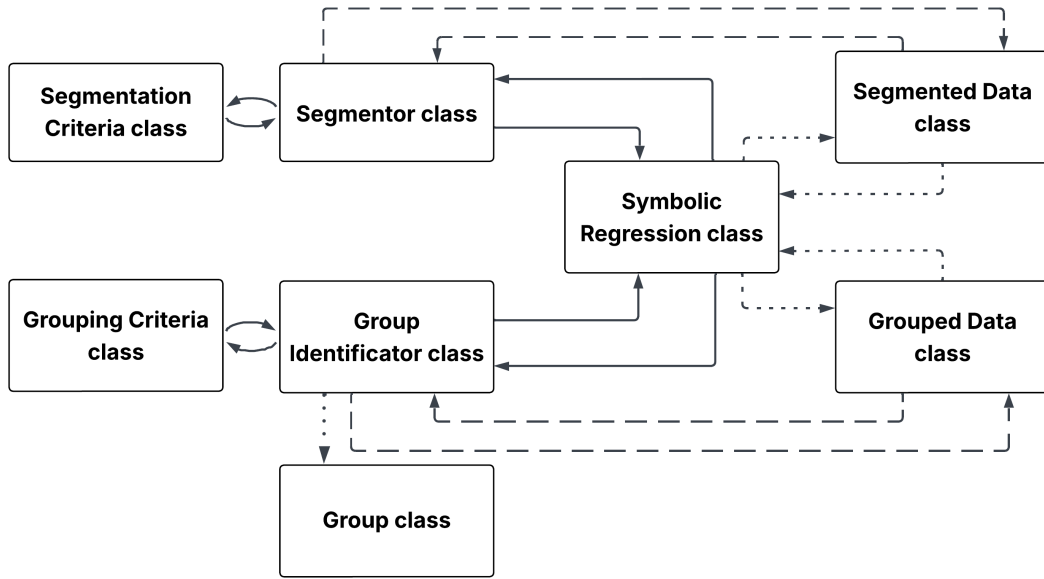 Segmentation
Criteria class
Segmentor class
Segmented Data
class
Symbolic
Regression class
Grouping Criteria
class
Group
Identificator class
Grouped Data
class
Group class